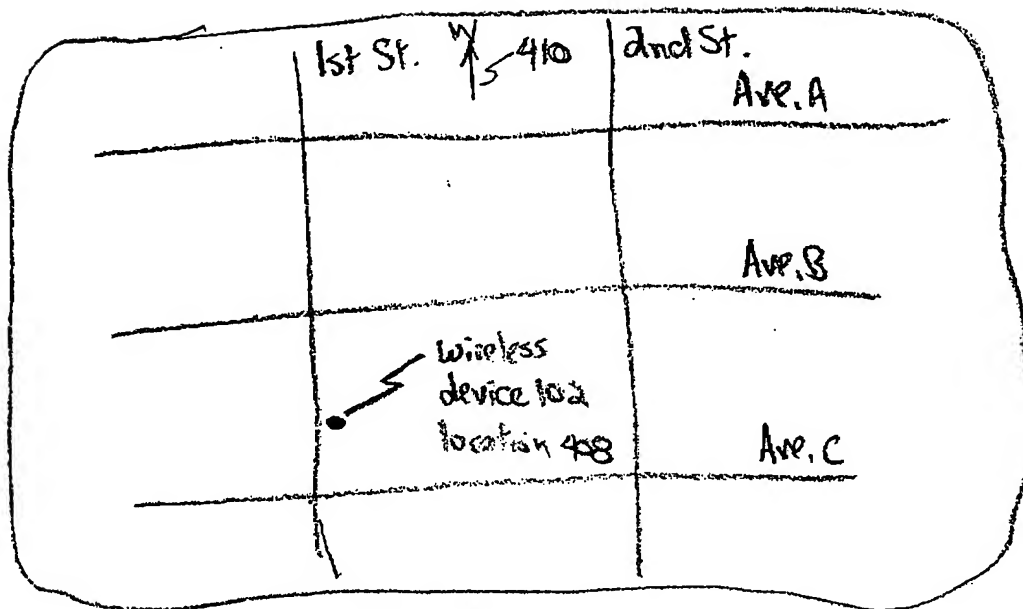 1st St.
N
410
2nd St.
Ave. A
Ave. B
wireless
device 102
location 408
Ave. C